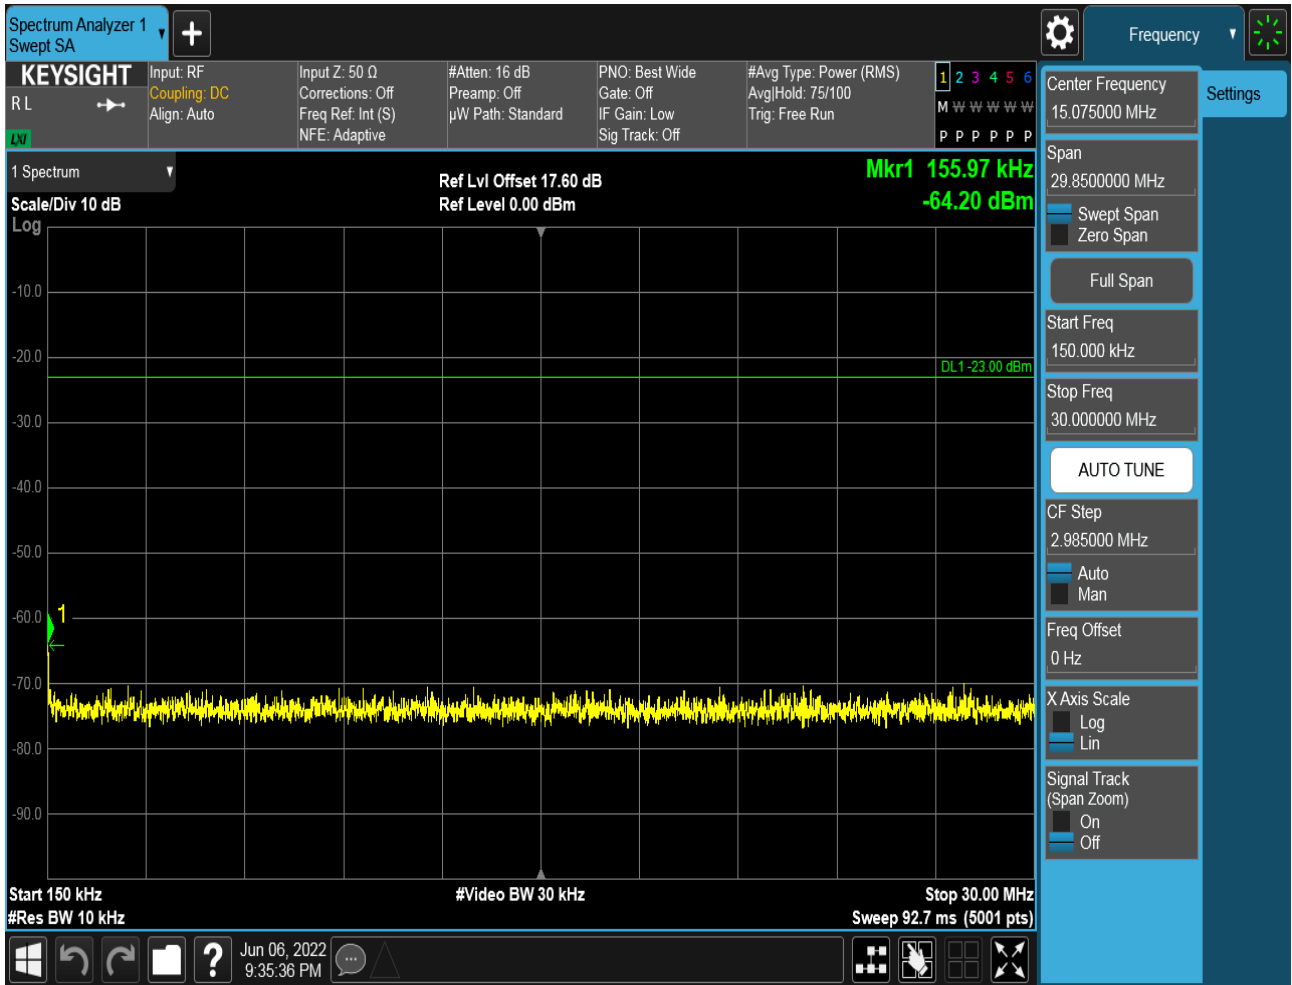 Spectrum Analyzer 1
Swept SA
Frequency
KEYSIGHT
R L
LXI
Input: RF
Coupling: DC
Align: Auto
Input Z: 50 Ω
Corrections: Off
Freq Ref: Int (S)
NFE: Adaptive
#Atten: 16 dB
Preamp: Off
µW Path: Standard
PNO: Best Wide
Gate: Off
IF Gain: Low
Sig Track: Off
#Avg Type: Power (RMS)
Avg|Hold: 75/100
Trig: Free Run
1 2 3 4 5 6
M W W W W W
P P P P P P
1 Spectrum
Scale/Div 10 dB
Log
Ref Lvl Offset 17.60 dB
Ref Level 0.00 dBm
Mkr1 155.97 kHz
-64.20 dBm
-10.0
-20.0
DL1 -23.00 dBm
-30.0
-40.0
-50.0
-60.0
1
-70.0
-80.0
-90.0
Start 150 kHz
#Video BW 30 kHz
Stop 30.00 MHz
#Res BW 10 kHz
Sweep 92.7 ms (5001 pts)
?
Jun 06, 2022
9:35:36 PM
Center Frequency
15.075000 MHz
Span
29.8500000 MHz
Swept Span
Zero Span
Full Span
Start Freq
150.000 kHz
Stop Freq
30.000000 MHz
AUTO TUNE
CF Step
2.985000 MHz
Auto
Man
Freq Offset
0 Hz
X Axis Scale
Log
Lin
Signal Track
(Span Zoom)
On
Off
Settings